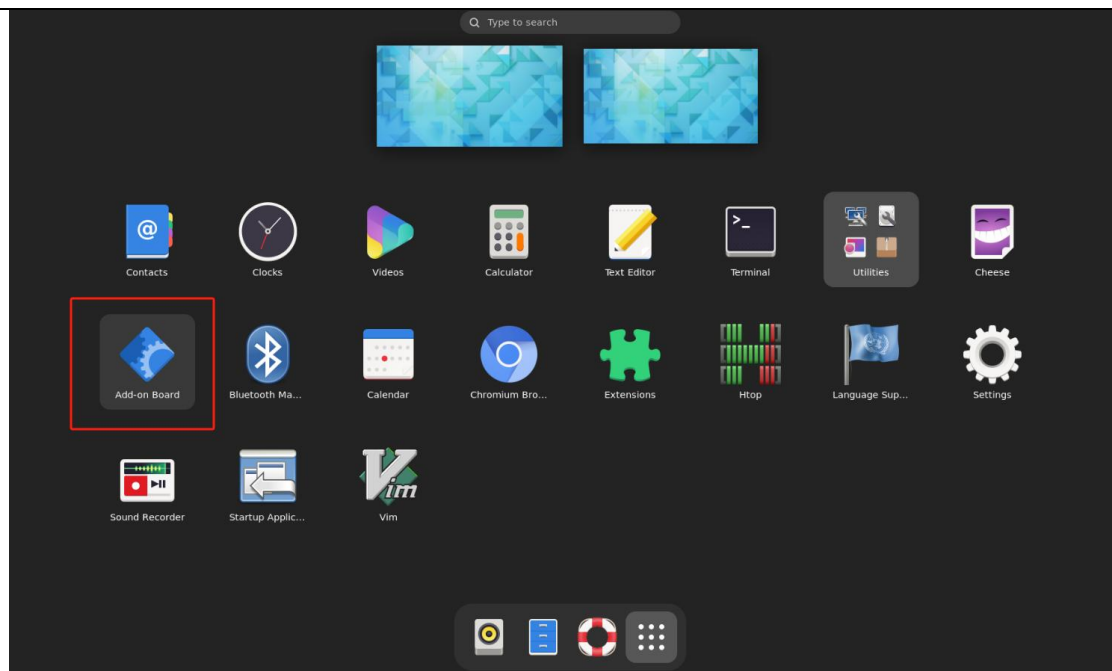 Type to search
Contacts
Clocks
Videos
Calculator
Text Editor
>_
Terminal
Utilities
Cheese
Add-on Board
Bluetooth Ma...
Calendar
Chromium Bro...
Extensions
Htop
Language Sup...
Settings
Sound Recorder
Startup Applic...
Vim
Vim